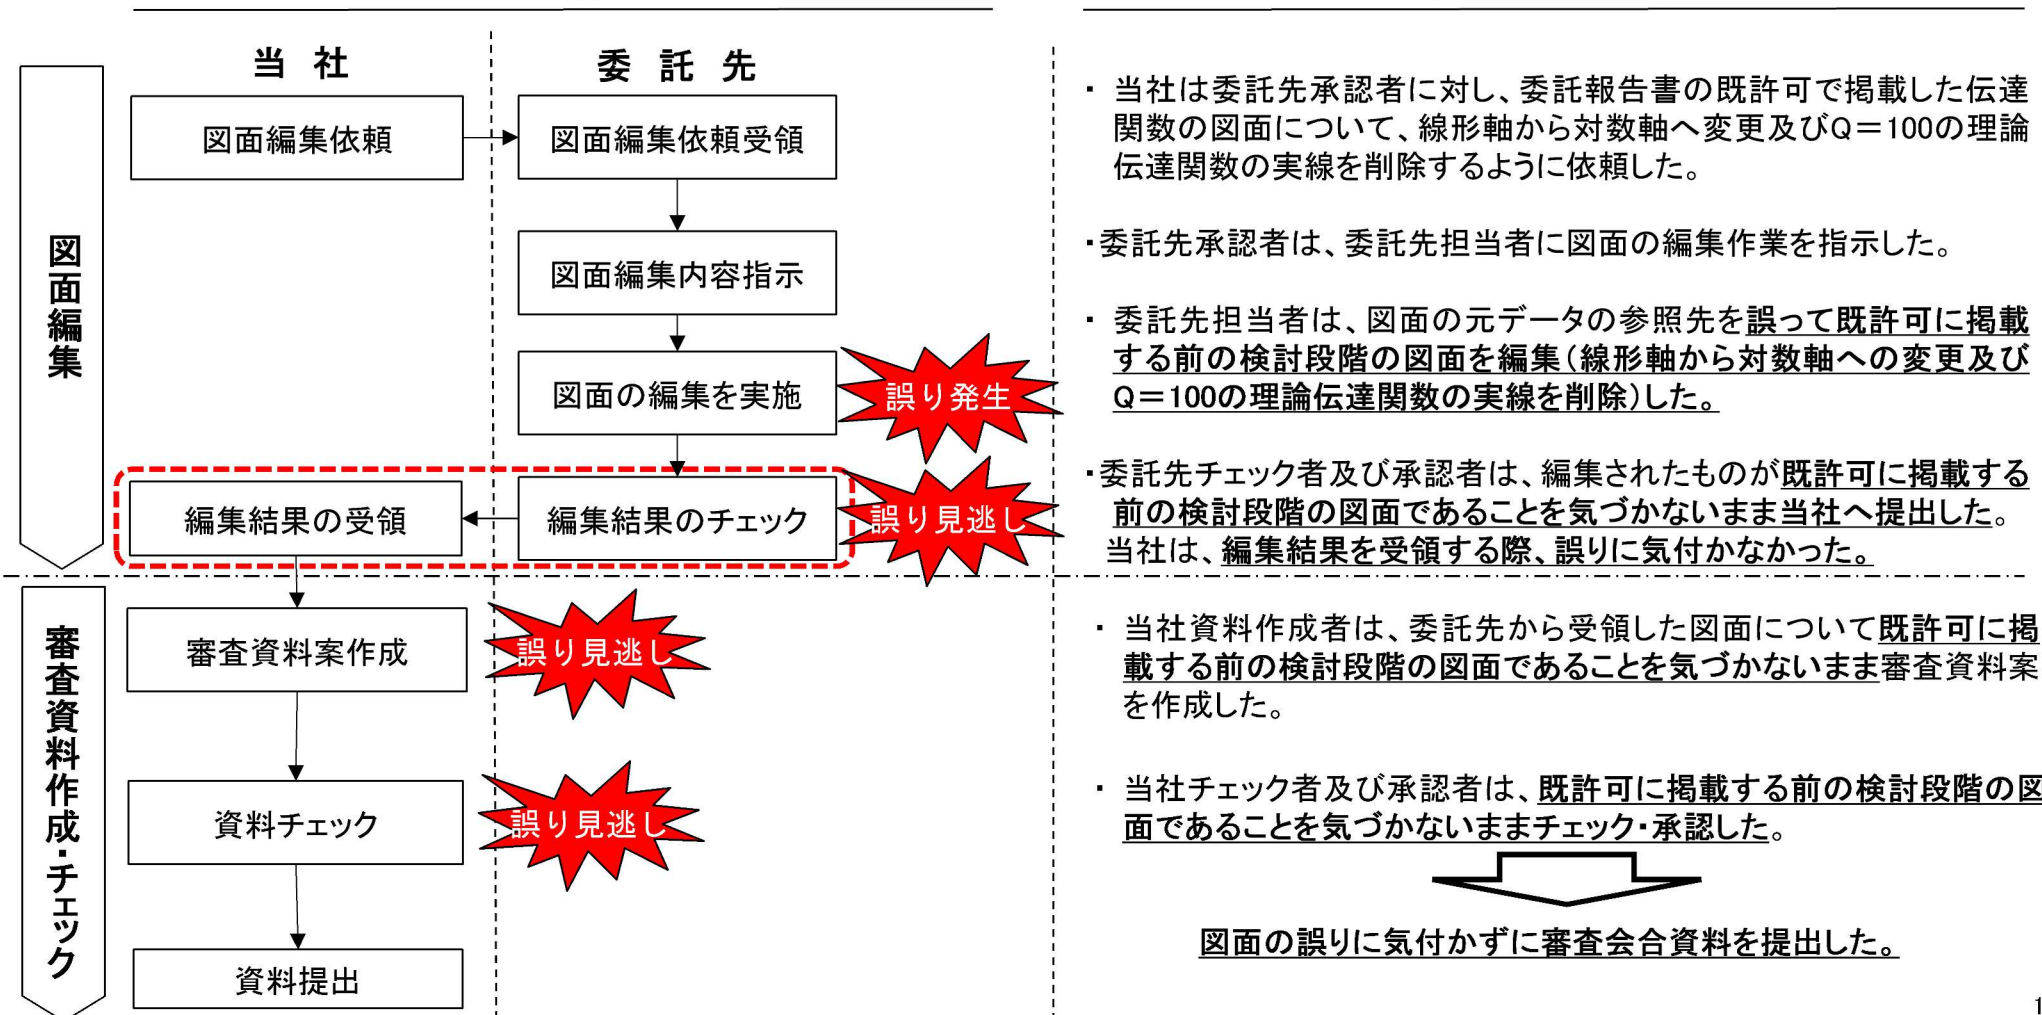 当 社
委 託 先
図面編集
図面編集依頼
図面編集依頼受領
図面編集内容指示
図面の編集を実施
誤り発生
編集結果の受領
編集結果のチェック
誤り見逃し
審査資料作成・チェック
審査資料案作成
誤り見逃し
資料チェック
誤り見逃し
資料提出
・ 当社は委託先承認者に対し、委託報告書の既許可で掲載した伝達
関数の図面について、線形軸から対数軸へ変更及びQ＝100の理論
伝達関数の実線を削除するように依頼した。
・委託先承認者は、委託先担当者に図面の編集作業を指示した。
・ 委託先担当者は、図面の元データの参照先を誤って既許可に掲載
する前の検討段階の図面を編集（線形軸から対数軸への変更及び
Q＝100の理論伝達関数の実線を削除）した。
・委託先チェック者及び承認者は、編集されたものが既許可に掲載する
前の検討段階の図面であることを気づかないまま当社へ提出した。
当社は、編集結果を受領する際、誤りに気付かなかった。
・ 当社資料作成者は、委託先から受領した図面について既許可に掲
載する前の検討段階の図面であることを気づかないまま審査資料案
を作成した。
・ 当社チェック者及び承認者は、既許可に掲載する前の検討段階の図
面であることを気づかないままチェック・承認した。
図面の誤りに気付かずに審査会合資料を提出した。
1